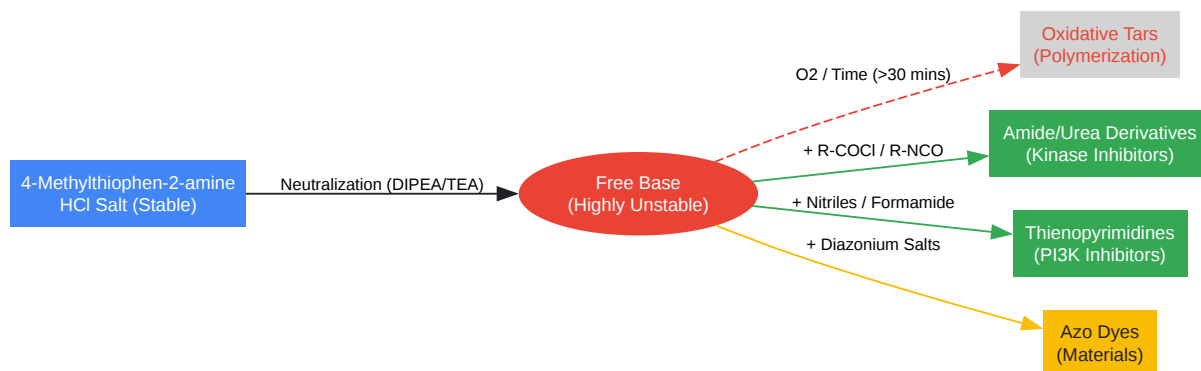 4-Methylthiophen-2-amine
HCl Salt (Stable)
Neutralization (DIPEA/TEA)
Free Base
(Highly Unstable)
O2 / Time (>30 mins)
Oxidative Tars
(Polymerization)
+ R-COCl / R-NCO
Amide/Urea Derivatives
(Kinase Inhibitors)
+ Nitriles / Formamide
Thienopyrimidines
(PI3K Inhibitors)
+ Diazonium Salts
Azo Dyes
(Materials)